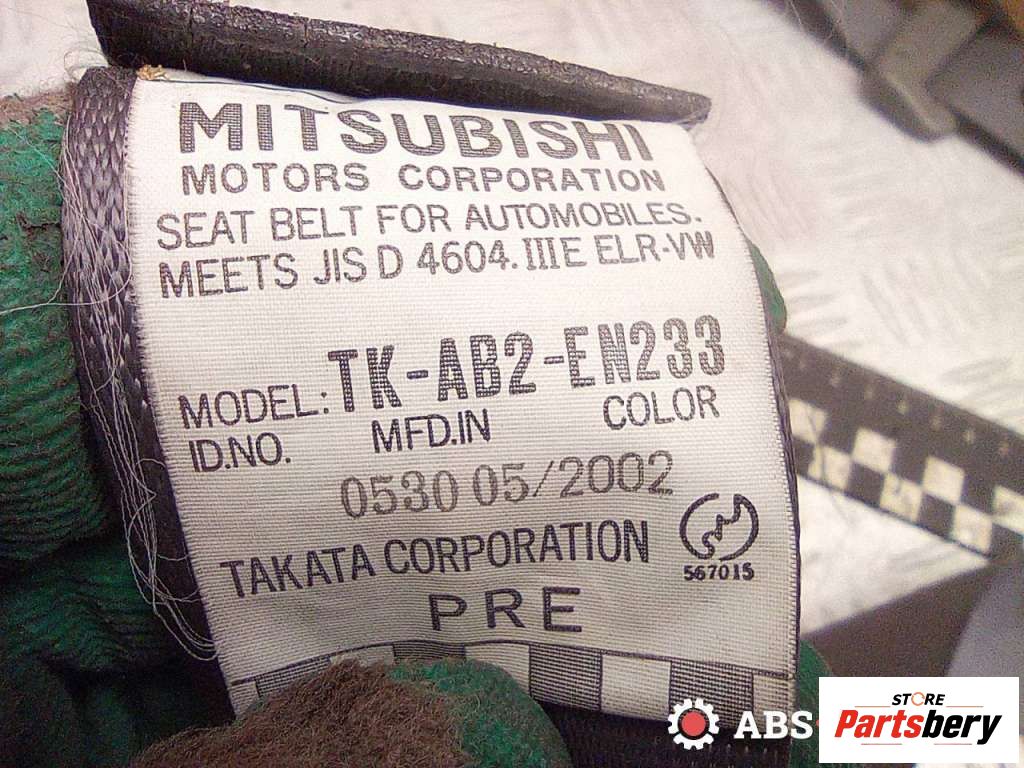 MITSUBISHI
MOTORS CORPORATION
SEAT BELT FOR AUTOMOBILES.
MEETS JIS D 4604.IIIE ELR-VW
MODEL: TK-AB2-EN233
ID.NO. MFD.IN COLOR
0530 05/2002
TAKATA CORPORATION
567015
PRE
ABS-
STORE
Partsbery